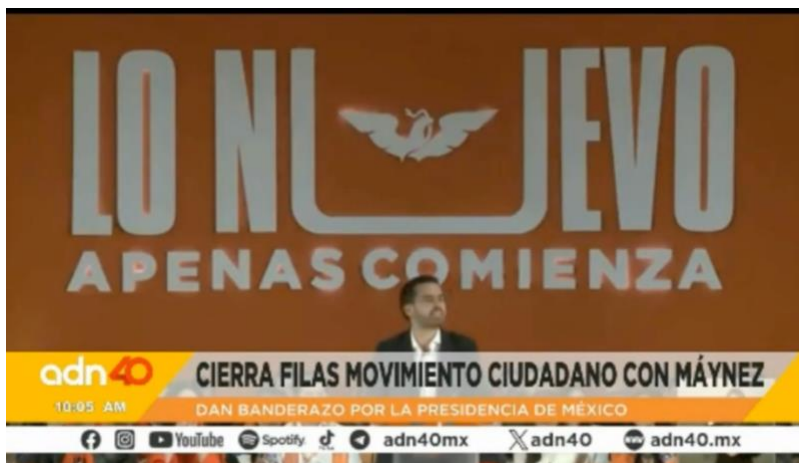 LO NUEVO
APENAS COMIENZA
adn40
CIERRA FILAS MOVIMIENTO CIUDADANO CON MÁYNEZ
10:05 AM
DAN BANDERAZO POR LA PRESIDENCIA DE MÉXICO
YouTube Spotify adn40mx adn40 adn40.mx